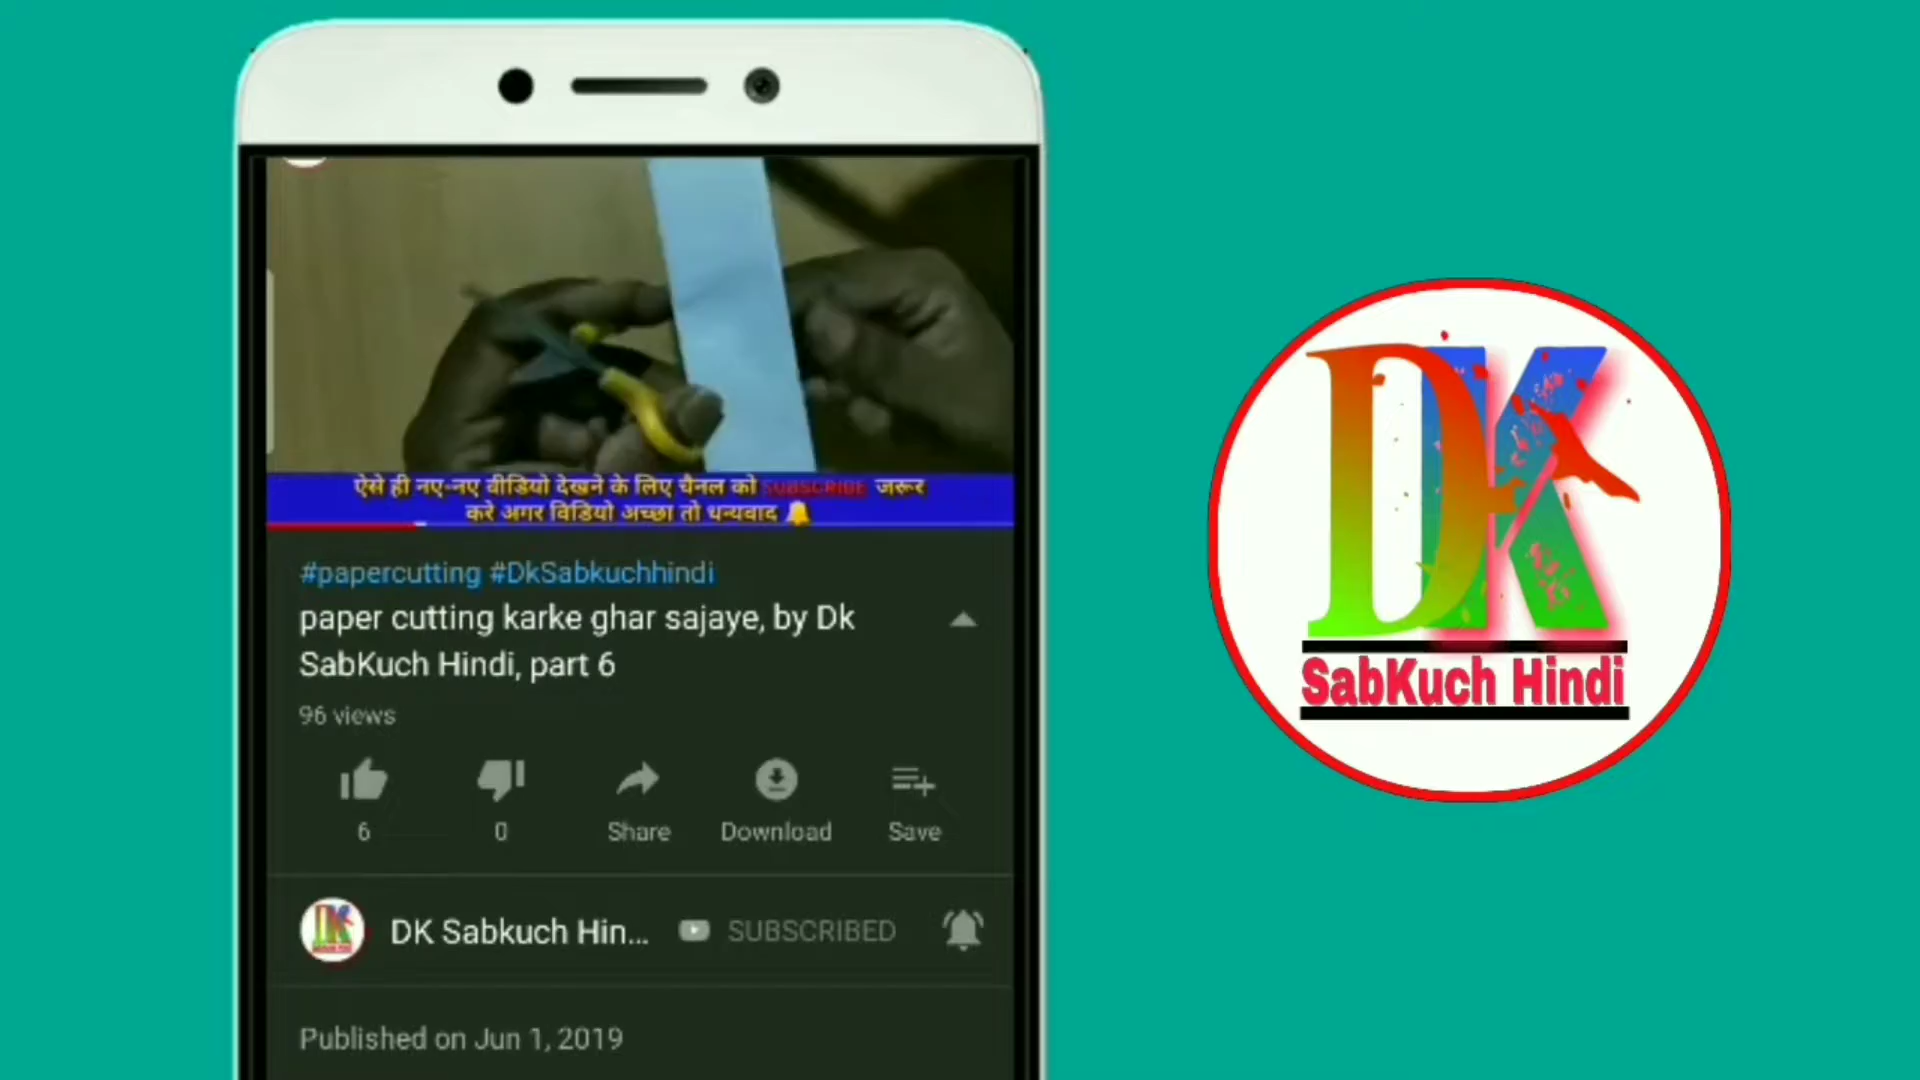 ऐसे ही नए-नए वीडियो देखने के लिए चैनल को SUBSCRIBE जरूर
करे अगर विडियो अच्छा तो धन्यवाद
#papercutting #DkSabkuchhindi
paper cutting karke ghar sajaye, by Dk
SabKuch Hindi, part 6
96 views
6 0 Share Download Save
DK Sabkuch Hin... SUBSCRIBED
Published on Jun 1, 2019
DK
SabKuch Hindi